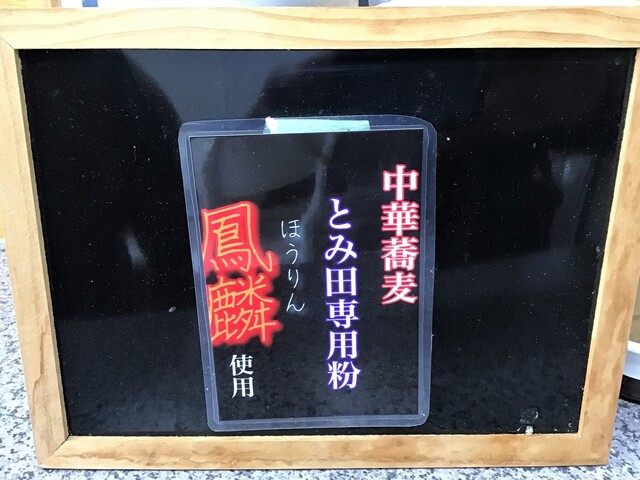 中華蕎麦
とみ田専用粉
ほうりん
鳳麟
使用